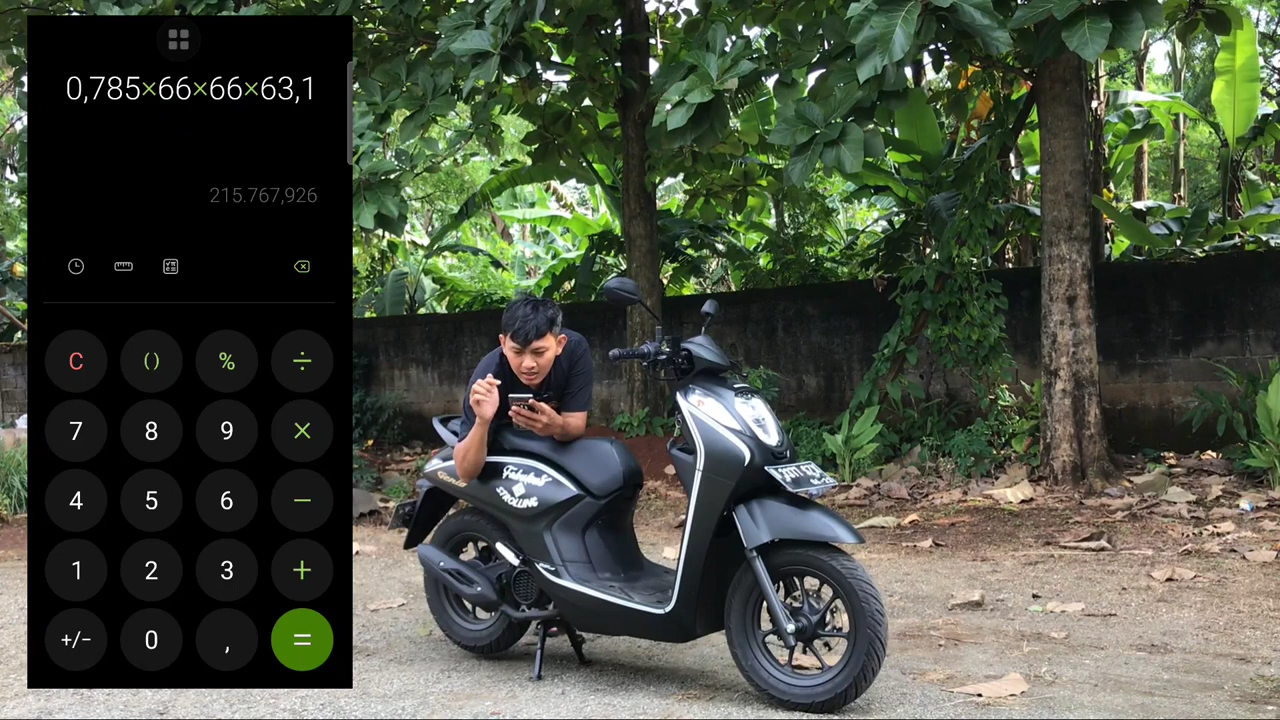 0,785×66×66×63,1
215.767,926
C () % ÷
7 8 9 ×
4 5 6 −
1 2 3 +
+/− 0 , =
Genio
STROLLING